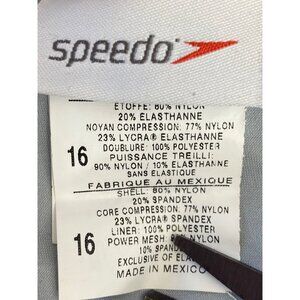 speedo
ETOFFE: 80% NYLON
20% ELASTHANNE
NOYAN COMPRESSION: 77% NYLON
23% LYCRA® ELASTHANNE
DOUBLURE: 100% POLYESTER
16
PUISSANCE TREILLI:
90% NYLON / 10% ELASTHANNE
SANS ELASTIQUE
FABRIQUE AU MEXIQUE
SHELL: 80% NYLON
20% SPANDEX
CORE COMPRESSION: 77% NYLON
23% LYCRA® SPANDEX
LINER: 100% POLYESTER
16
POWER MESH: NYLON
10% SPANDEX
EXCLUSIVE OF
MADE IN MEXICO